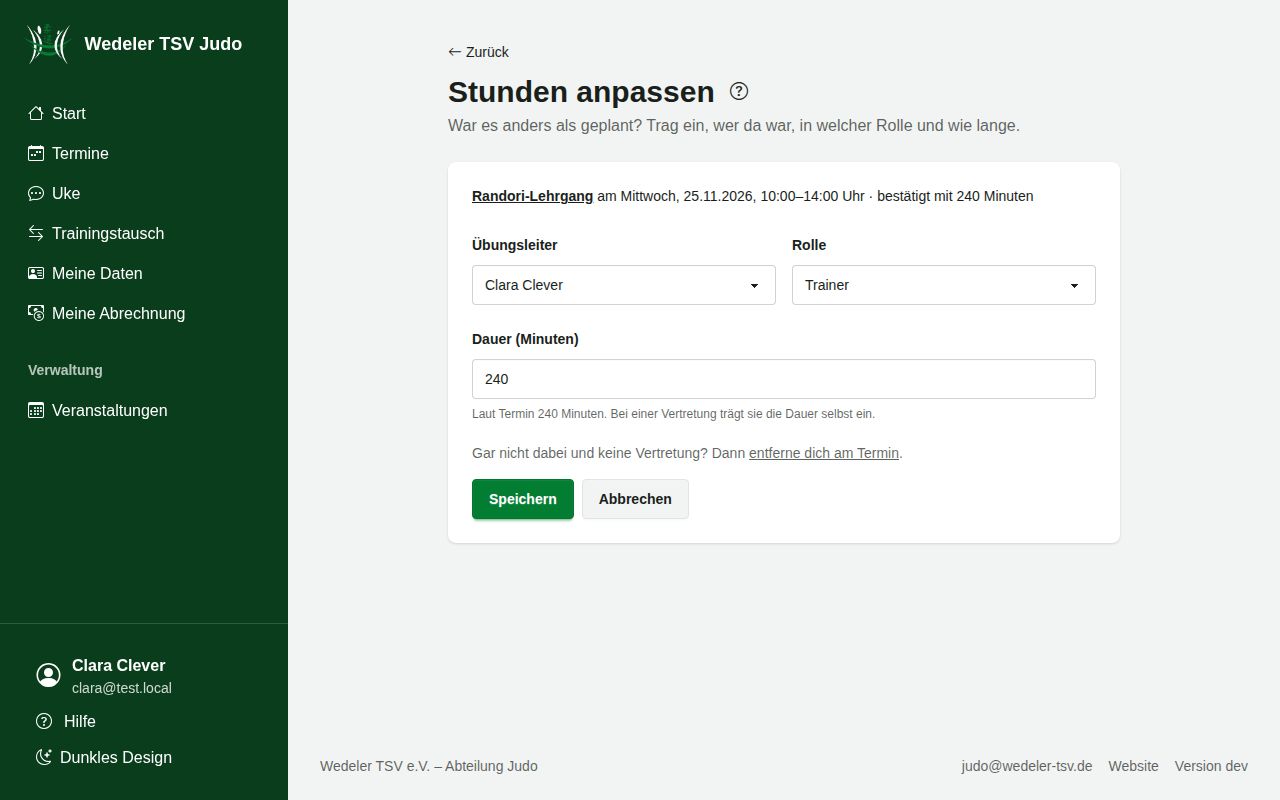 Wedeler TSV Judo
Start
Termine
Uke
Trainingstausch
Meine Daten
Meine Abrechnung
Verwaltung
Veranstaltungen
Clara Clever
clara@test.local
Hilfe
Dunkles Design
← Zurück
Stunden anpassen
War es anders als geplant? Trag ein, wer da war, in welcher Rolle und wie lange.
Randori-Lehrgang am Mittwoch, 25.11.2026, 10:00–14:00 Uhr · bestätigt mit 240 Minuten
Übungsleiter
Rolle
Clara Clever
Trainer
Dauer (Minuten)
240
Laut Termin 240 Minuten. Bei einer Vertretung trägt sie die Dauer selbst ein.
Gar nicht dabei und keine Vertretung? Dann entferne dich am Termin.
Speichern
Abbrechen
Wedeler TSV e.V. – Abteilung Judo
judo@wedeler-tsv.de
Website
Version dev